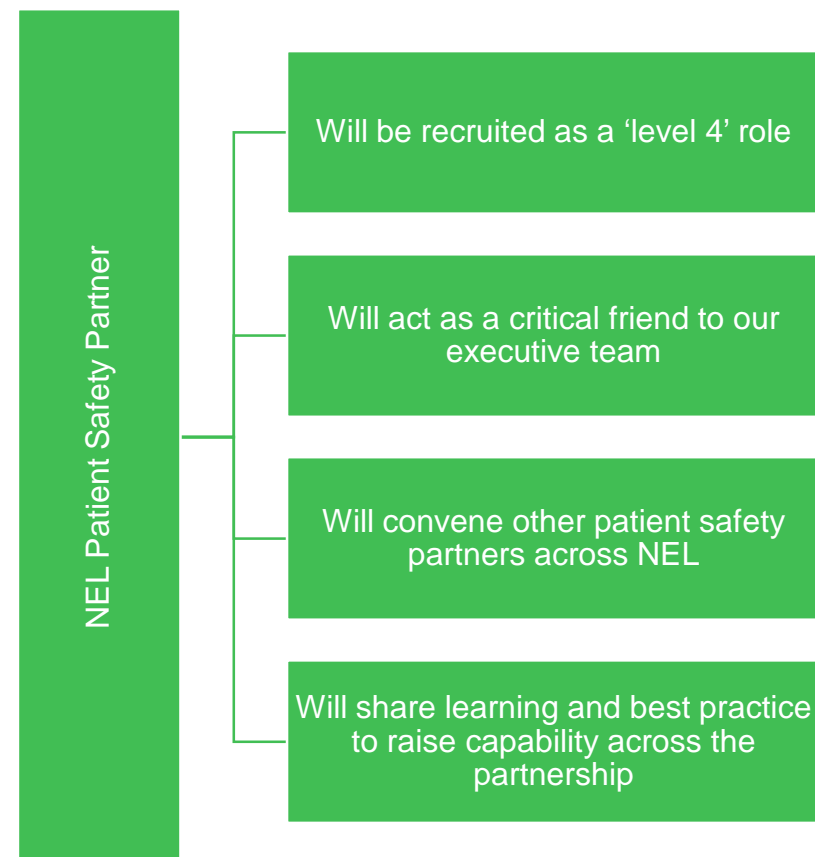 NEL Patient Safety Partner
Will be recruited as a ‘level 4’ role
Will act as a critical friend to our
executive team
Will convene other patient safety
partners across NEL
Will share learning and best practice
to raise capability across the
partnership